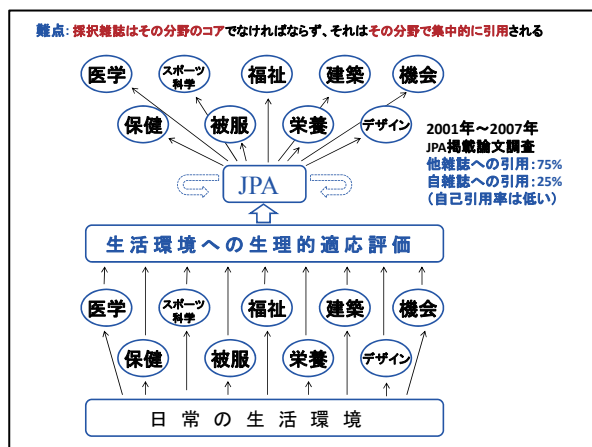 難点：採択雑誌はその分野のコアでなければならず、それはその分野で集中的に引用される
医学
スポーツ
科学
福祉
建築
機会
保健
被服
栄養
デザイン
2001年～2007年
JPA掲載論文調査
他雑誌への引用：75%
自雑誌への引用：25%
（自己引用率は低い）
JPA
生活環境への生理的適応評価
医学
スポーツ
科学
福祉
建築
機会
保健
被服
栄養
デザイン
日常の生活環境